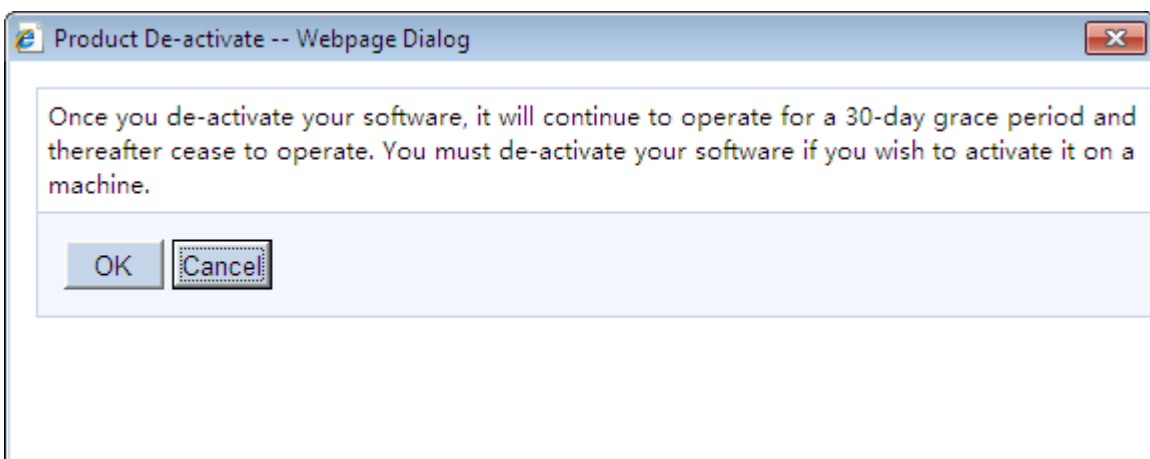 Product De-activate -- Webpage Dialog
Once you de-activate your software, it will continue to operate for a 30-day grace period and
thereafter cease to operate. You must de-activate your software if you wish to activate it on a
machine.
OK Cancel